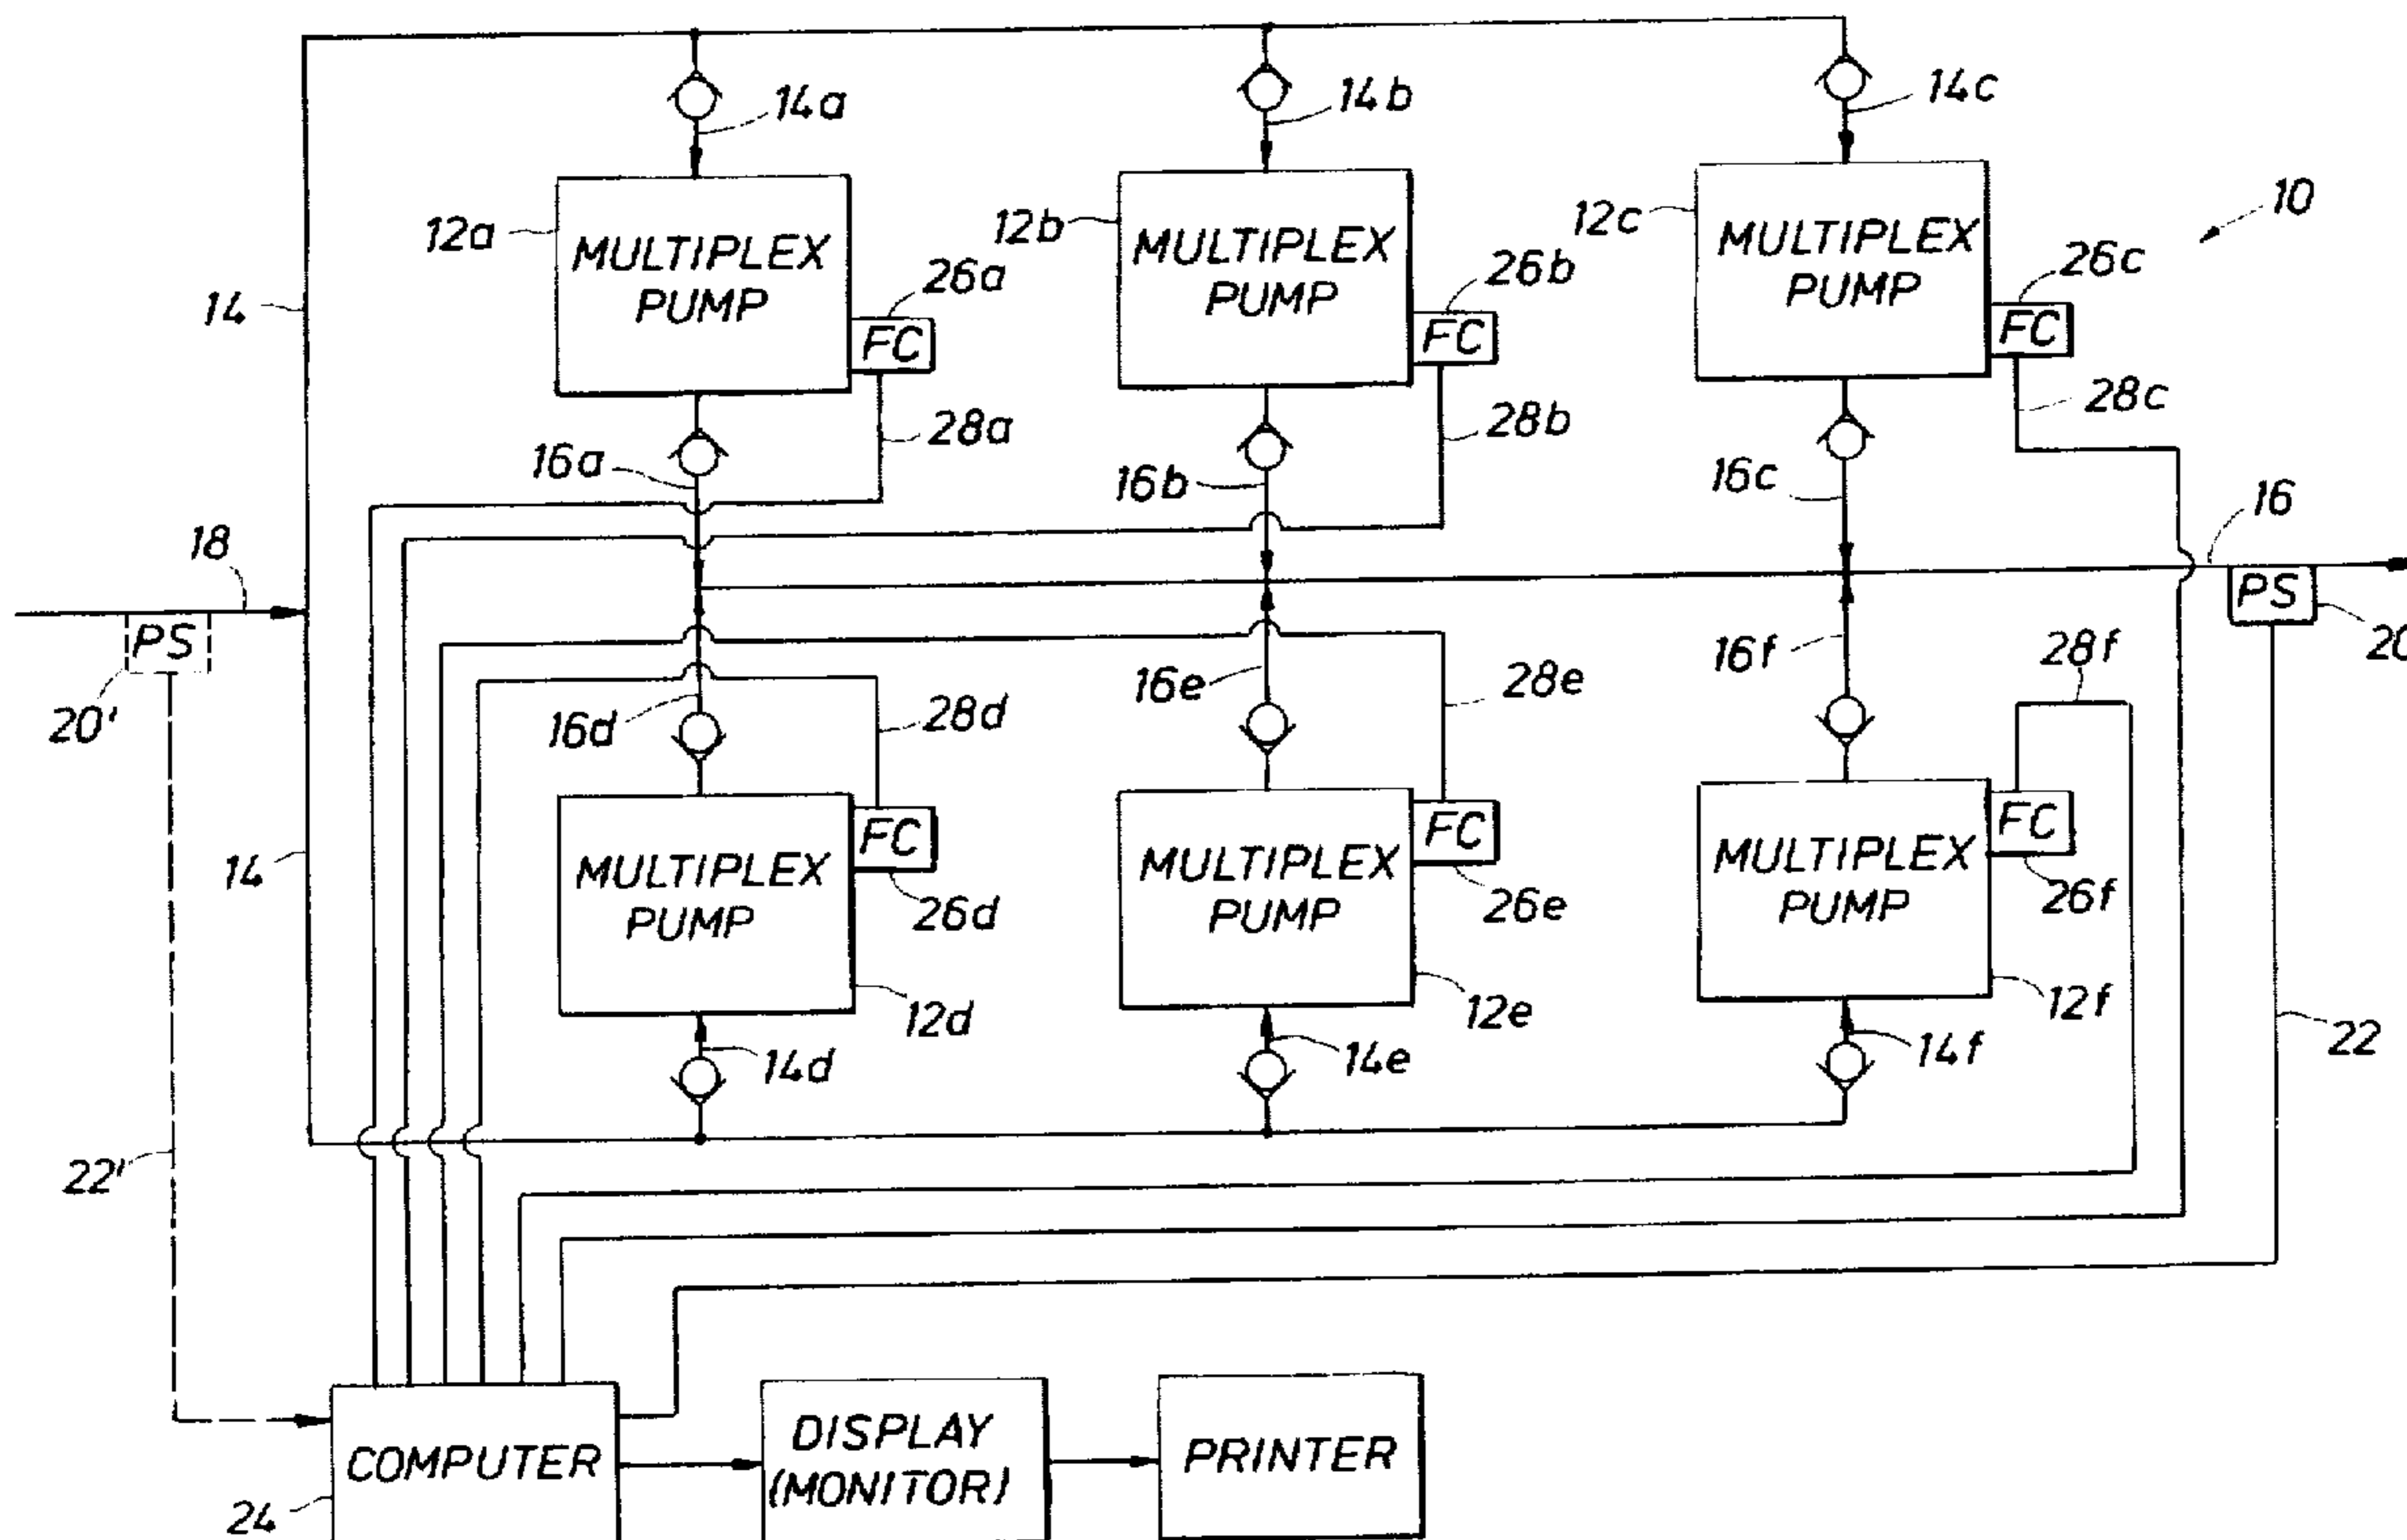 14a
14b
14c
10
12a
MULTIPLEX
PUMP
12b
MULTIPLEX
PUMP
12c
MULTIPLEX
PUMP
26a
FC
26b
FC
26c
FC
14
28a
28b
28c
16a
16b
16c
16
18
PS
20'
PS
20
16d
28d
16e
28e
16f
28f
14
MULTIPLEX
PUMP
FC
26d
MULTIPLEX
PUMP
FC
26e
MULTIPLEX
PUMP
FC
26f
12d
12e
12f
14d
14e
14f
22
22'
COMPUTER
24
DISPLAY
(MONITOR)
PRINTER